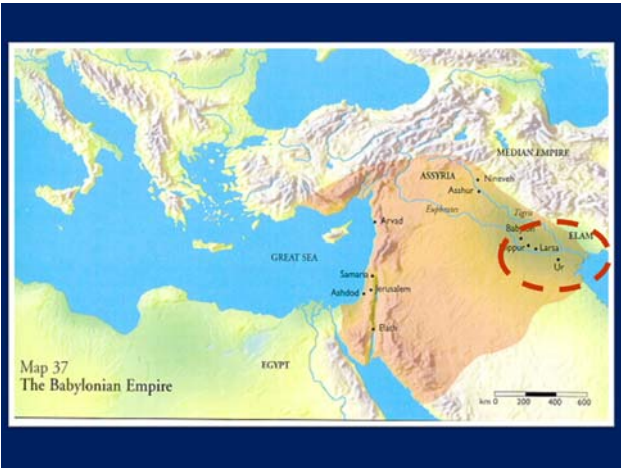 MEDIAN EMPIRE
ASSYRIA
Nineveh
Asshur
Euphrates
Tigris
Arvad
Babylon
ELAM
Nippur
Larsa
GREAT SEA
Ur
Samaria
Jerusalem
Ashdod
Elath
EGYPT
Map 37
The Babylonian Empire
km 0 200 400 600